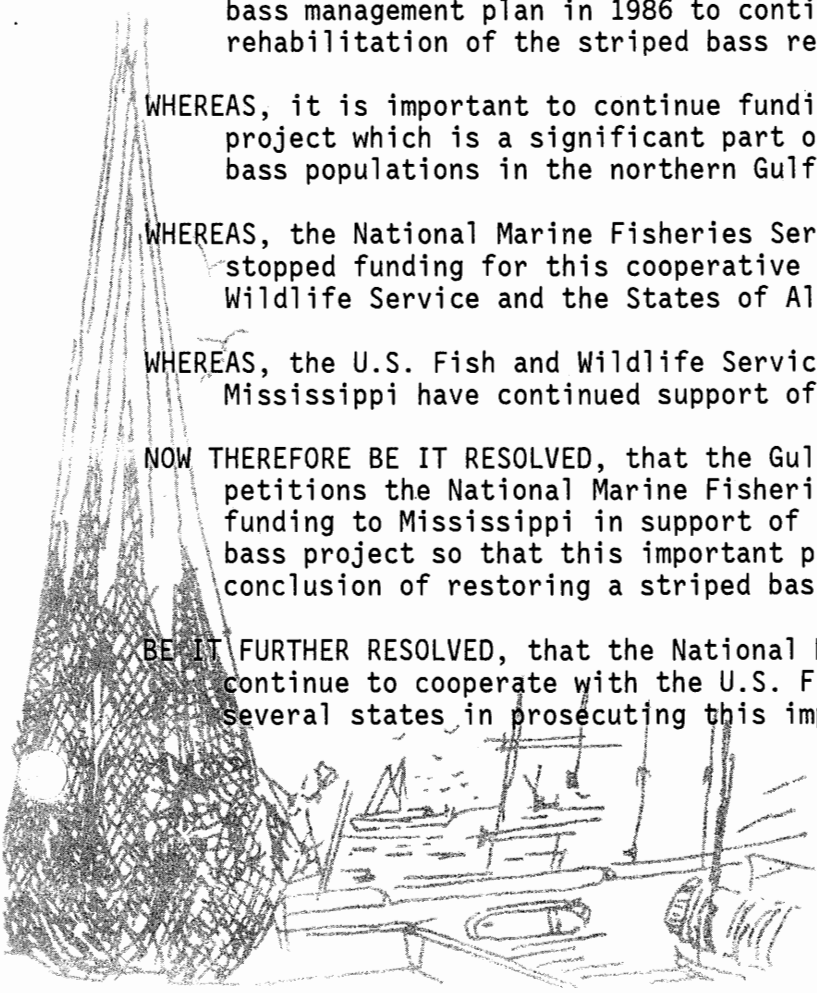 bass management plan in 1986 to conti
rehabilitation of the striped bass re
WHEREAS, it is important to continue fundi
project which is a significant part o
bass populations in the northern Gulf
WHEREAS, the National Marine Fisheries Ser
stopped funding for this cooperative
Wildlife Service and the States of Al
WHEREAS, the U.S. Fish and Wildlife Servic
Mississippi have continued support of
NOW THEREFORE BE IT RESOLVED, that the Gul
petitions the National Marine Fisheri
funding to Mississippi in support of
bass project so that this important p
conclusion of restoring a striped bas
BE IT FURTHER RESOLVED, that the National
continue to cooperate with the U.S. F
several states in prosecuting this im